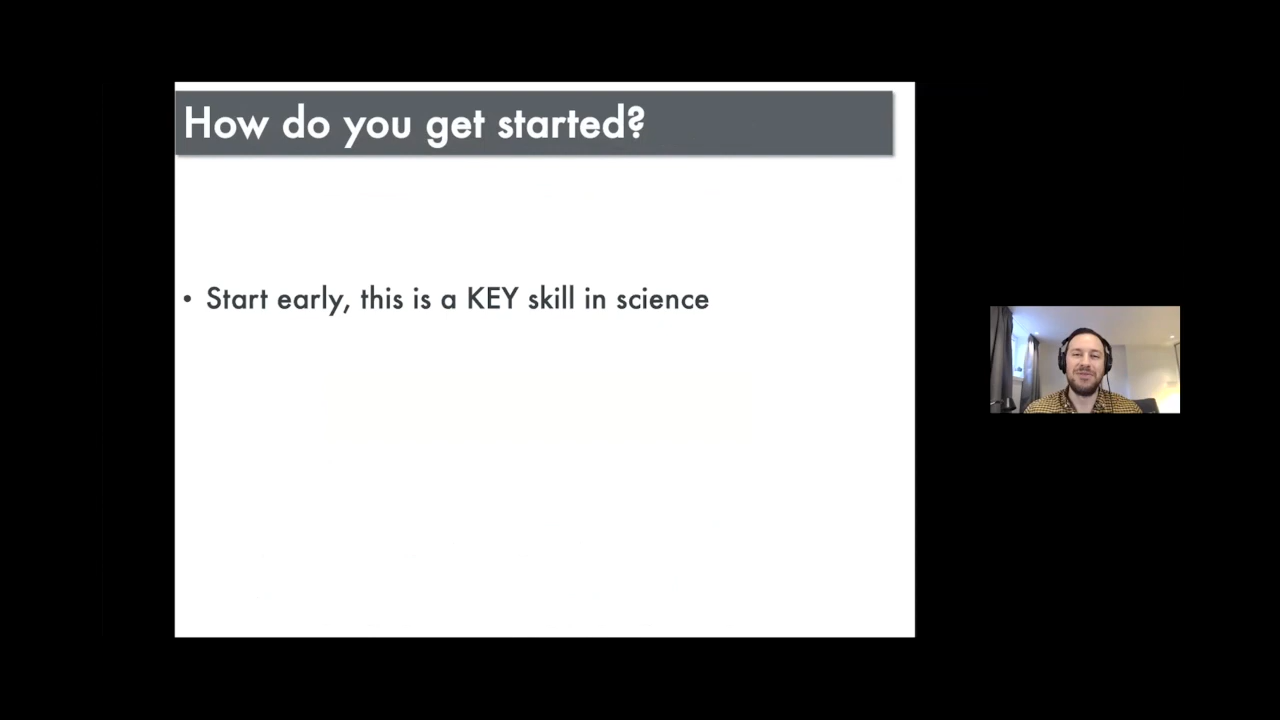 How do you get started?
• Start early, this is a KEY skill in science